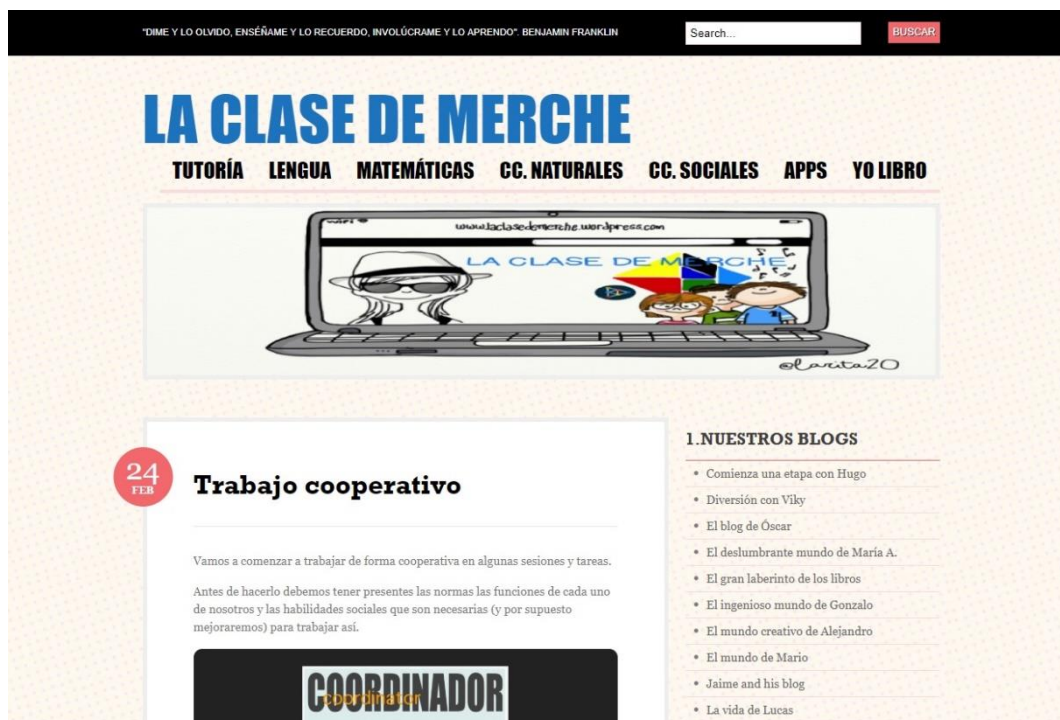 "DIME Y LO OLVIDO, ENSÉÑAME Y LO RECUERDO, INVOLÚCRAME Y LO APRENDO". BENJAMIN FRANKLIN
Search...
BUSCAR
LA CLASE DE MERCHE
TUTORÍA LENGUA MATEMÁTICAS CC. NATURALES CC. SOCIALES APPS YO LIBRO
WIFI
www.laclasedemerche.wordpress.com
LA CLASE DE MERCHE
@larita20
24
FEB
Trabajo cooperativo
Vamos a comenzar a trabajar de forma cooperativa en algunas sesiones y tareas.
Antes de hacerlo debemos tener presentes las normas las funciones de cada uno
de nosotros y las habilidades sociales que son necesarias (y por supuesto
mejoraremos) para trabajar así.
COORDINADOR
coordinator
1.NUESTROS BLOGS
Comienza una etapa con Hugo
Diversión con Viky
El blog de Óscar
El deslumbrante mundo de María A.
El gran laberinto de los libros
El ingenioso mundo de Gonzalo
El mundo creativo de Alejandro
El mundo de Mario
Jaime and his blog
La vida de Lucas